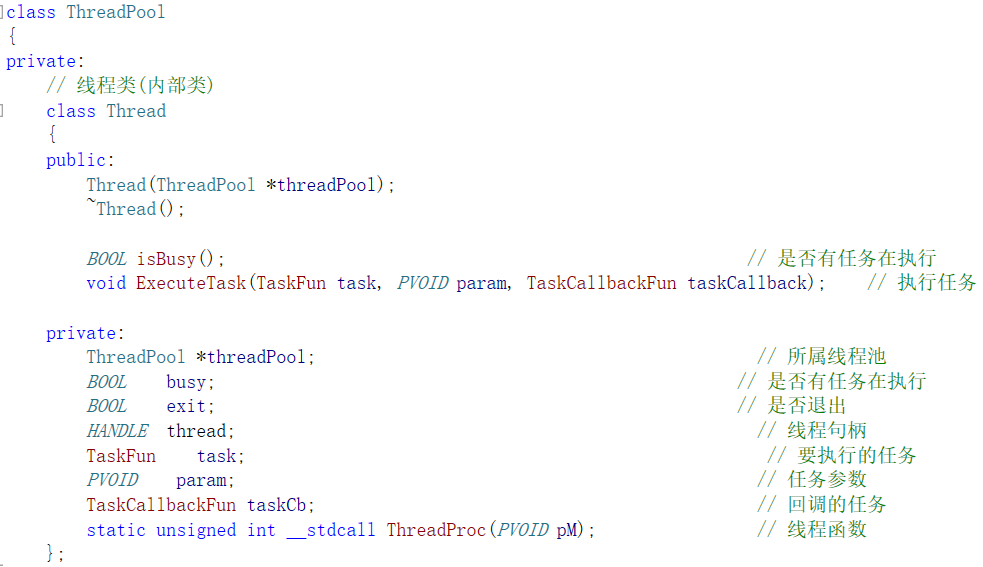 class ThreadPool
{
private:
// 线程类(内部类)
class Thread
{
public:
Thread(ThreadPool *threadPool);
~Thread();
BOOL isBusy(); // 是否有任务在执行
void ExecuteTask(TaskFun task, PVOID param, TaskCallbackFun taskCallback); // 执行任务
private:
ThreadPool *threadPool; // 所属线程池
BOOL busy; // 是否有任务在执行
BOOL exit; // 是否退出
HANDLE thread; // 线程句柄
TaskFun task; // 要执行的任务
PVOID param; // 任务参数
TaskCallbackFun taskCb; // 回调的任务
static unsigned int __stdcall ThreadProc(PVOID pM); // 线程函数
};